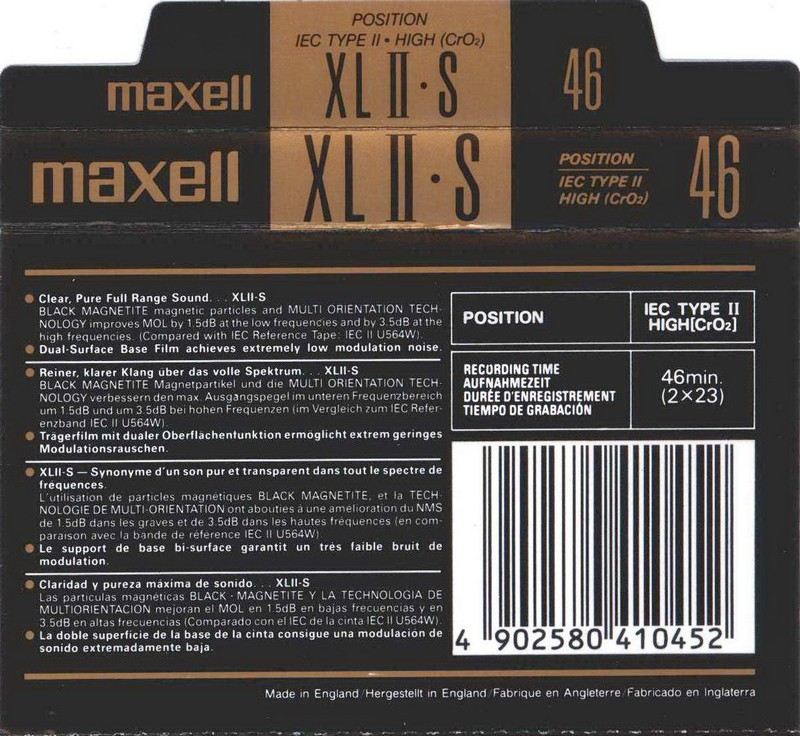 POSITION
IEC TYPE II • HIGH (CrO₂)
maxell XL II·S 46
maxell XL II·S POSITION 46
IEC TYPE II
HIGH (CrO₂)
Clear, Pure Full Range Sound. . . XLII·S
BLACK MAGNETITE magnetic particles and MULTI ORIENTATION TECH-
NOLOGY improves MOL by 1.5dB at the low frequencies and by 3.5dB at the
high frequencies. (Compared with IEC Reference Tape: IEC II U564W).
Dual-Surface Base Film achieves extremely low modulation noise.
Reiner, klarer Klang über das volle Spektrum. . . XLII·S
BLACK MAGNETITE Magnetpartikel und die MULTI ORIENTATION TECH-
NOLOGY verbessern den max. Ausgangspegel im unteren Frequenzbereich
um 1.5dB und um 3.5dB bei hohen Frequenzen (im Vergleich zum IEC Refer-
enzband IEC II U564W).
Trägerfilm mit dualer Oberflächenfunktion ermöglicht extrem geringes
Modulationsrauschen.
XLII·S — Synonyme d'un son pur et transparent dans tout le spectre de
fréquences.
L'utilisation de particles magnétiques BLACK MAGNETITE, et la TECH-
NOLOGIE DE MULTI-ORIENTATION ont abouties à une amelioration du NMS
de 1.5dB dans les graves et de 3.5dB dans les hautes fréquences (en com-
paraison avec la bande de référence IEC II U564W).
Le support de base bi-surface garantit un très faible bruit de
modulation.
Claridad y pureza máxima de sonido. . . XLII·S
Las particulas magnéticas BLACK · MAGNETITE Y LA TECHNOLOGIA DE
MULTIORIENTACION mejoran el MOL en 1.5dB en bajas frecuencias y en
3.5dB en altas frecuencias (Comparado con el IEC de la cinta IEC II U564W).
La doble superficie de la base de la cinta consigue una modulación de
sonido extremadamente baja.
POSITION IEC TYPE II
HIGH[CrO₂]
RECORDING TIME
AUFNAHMEZEIT
DURÉE D'ENREGISTREMENT
TIEMPO DE GRABACIÓN
46min.
(2×23)
4 902580 410452
Made in England/Hergestellt in England/Fabrique en Angleterre/Fabricado en Inglaterra